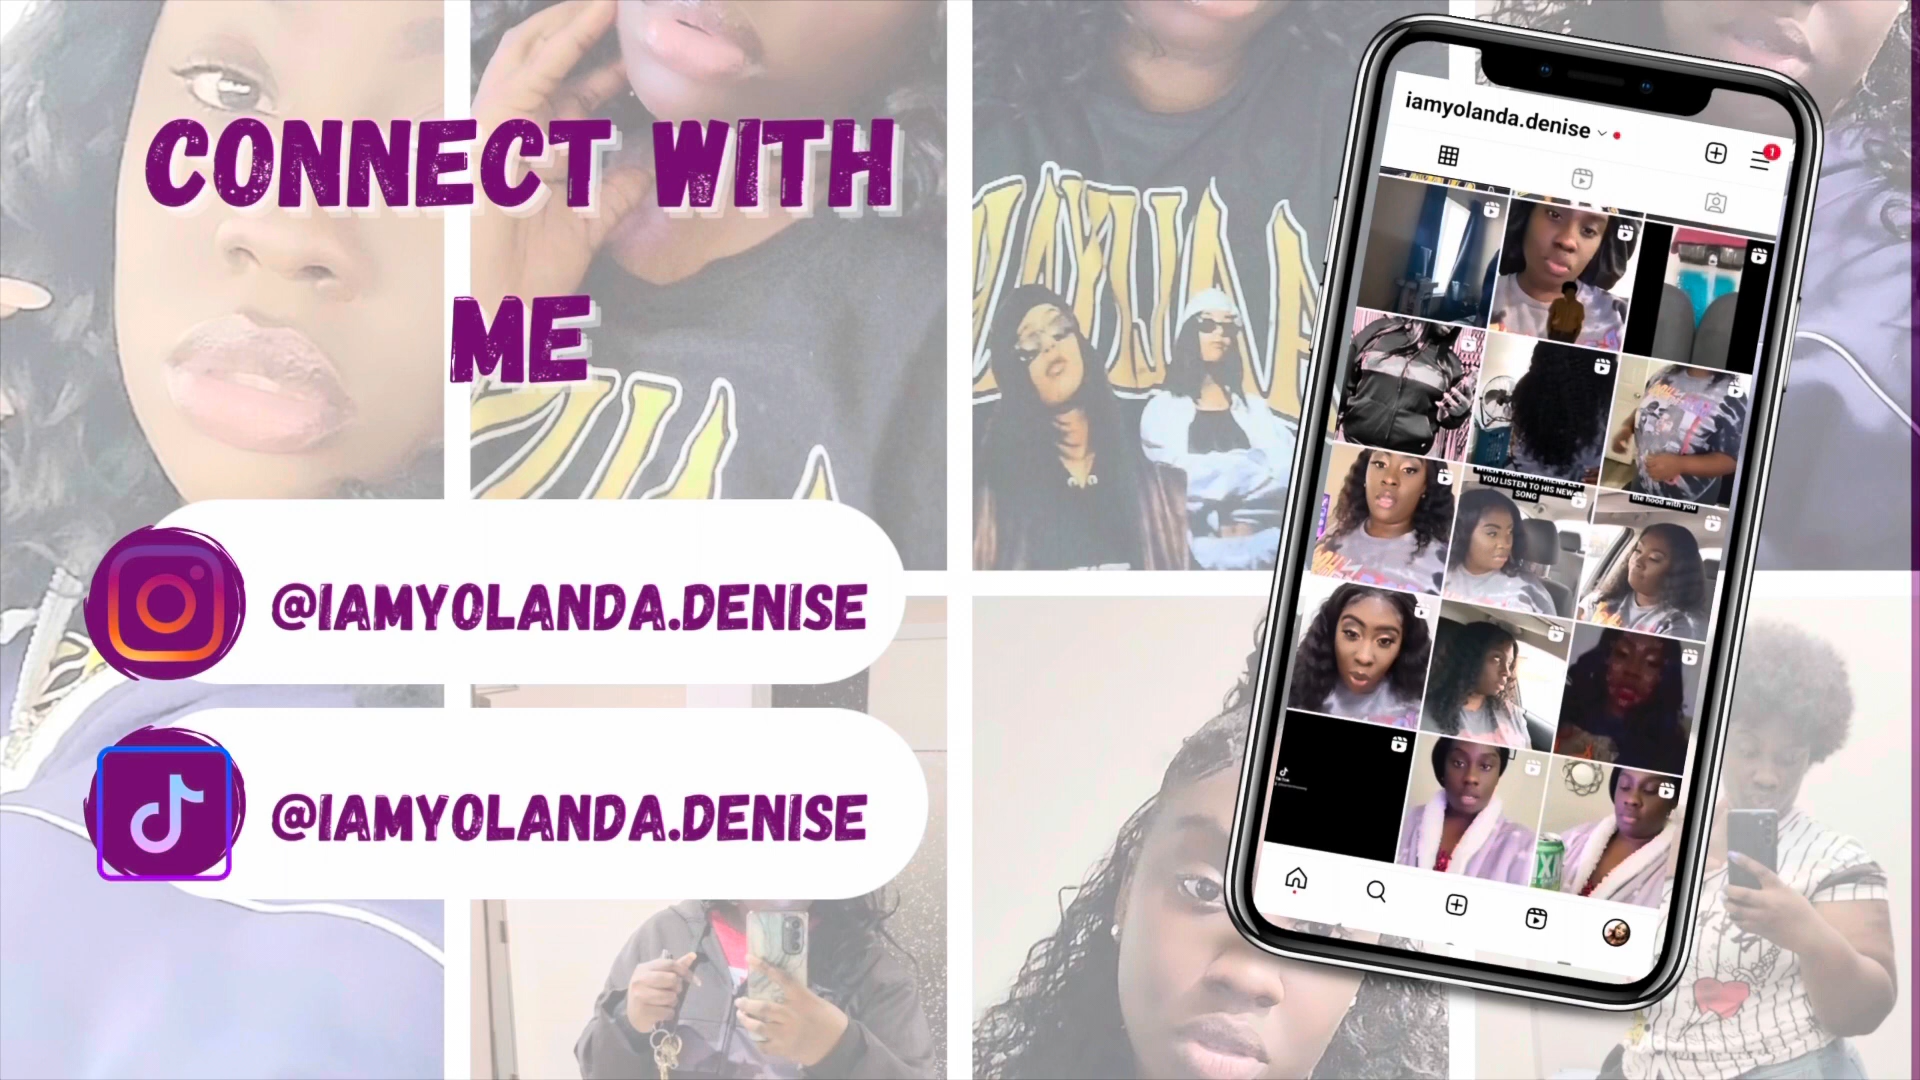 CONNECT WITH
ME
@IAMYOLANDA.DENISE
@IAMYOLANDA.DENISE
iamyolanda.denise
1
YOU LISTEN TO HIS NEW
SONG
the hood with you